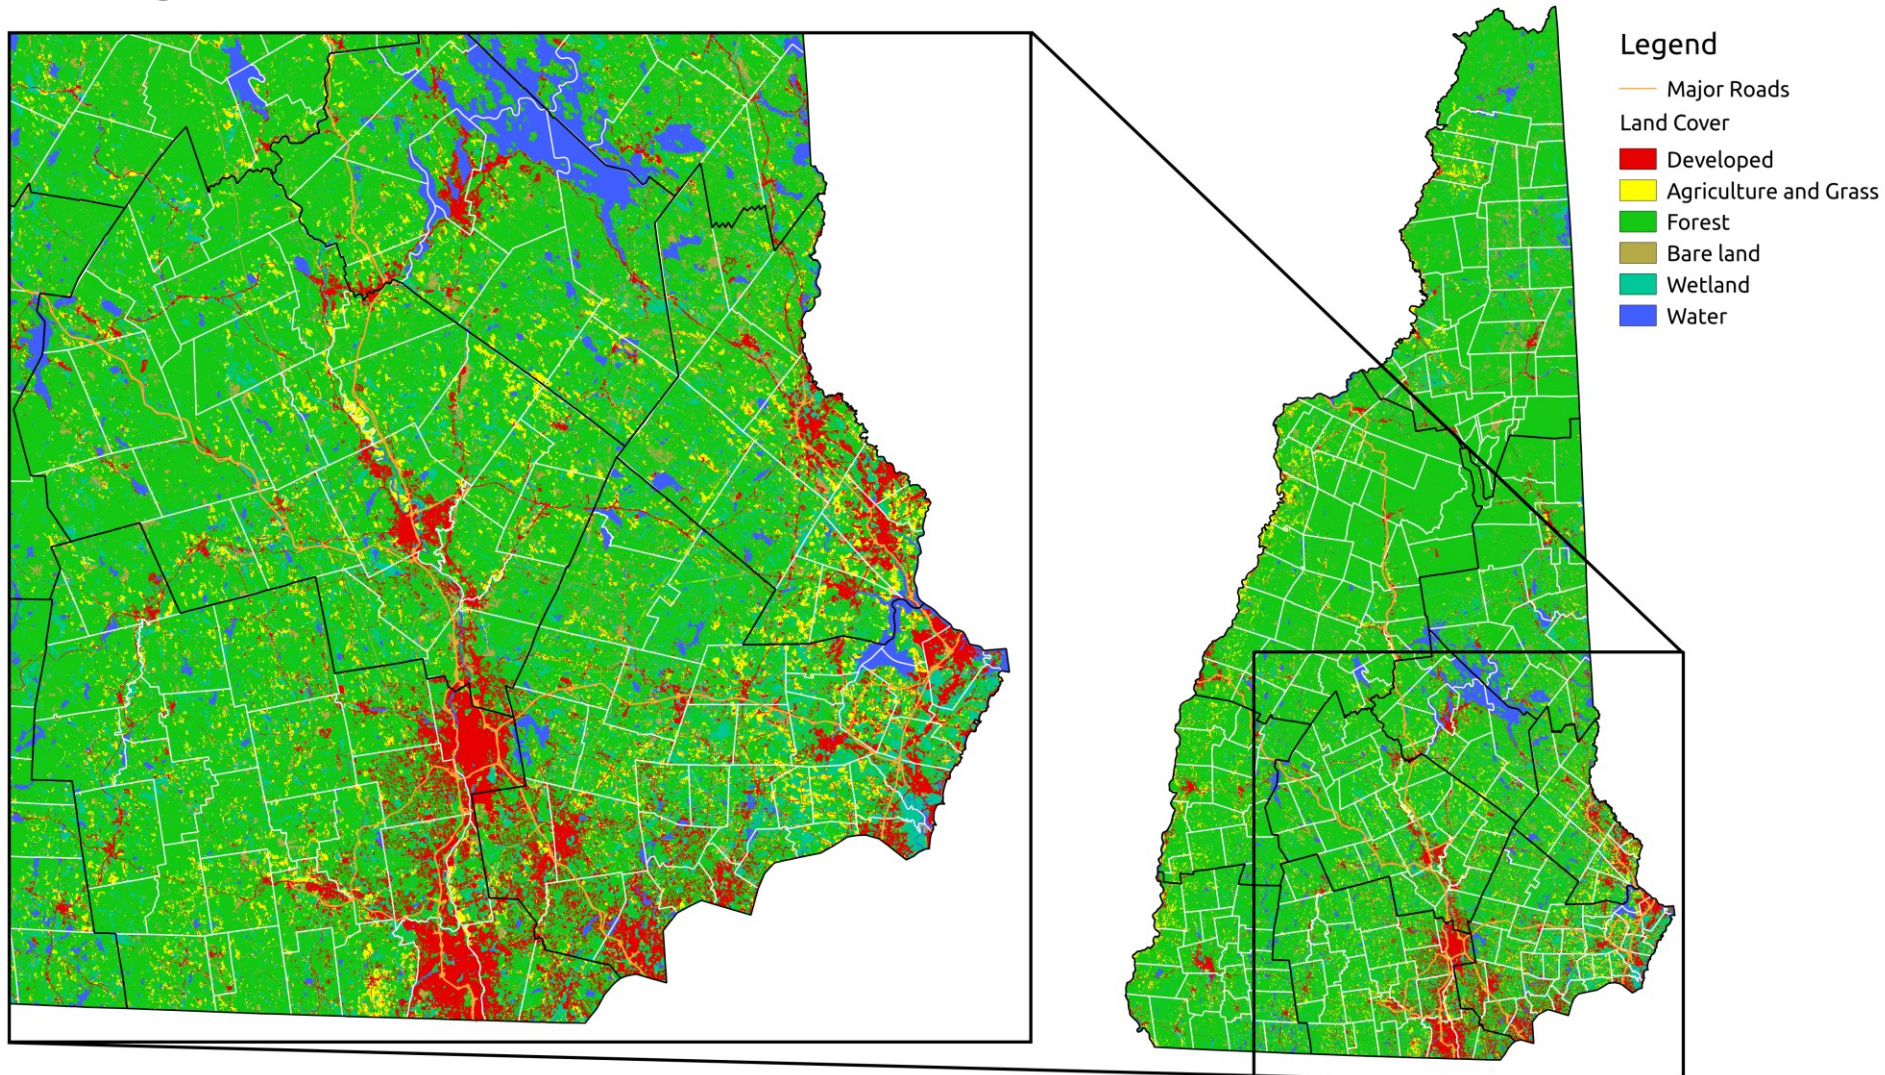 Legend
Major Roads
Land Cover
Developed
Agriculture and Grass
Forest
Bare land
Wetland
Water